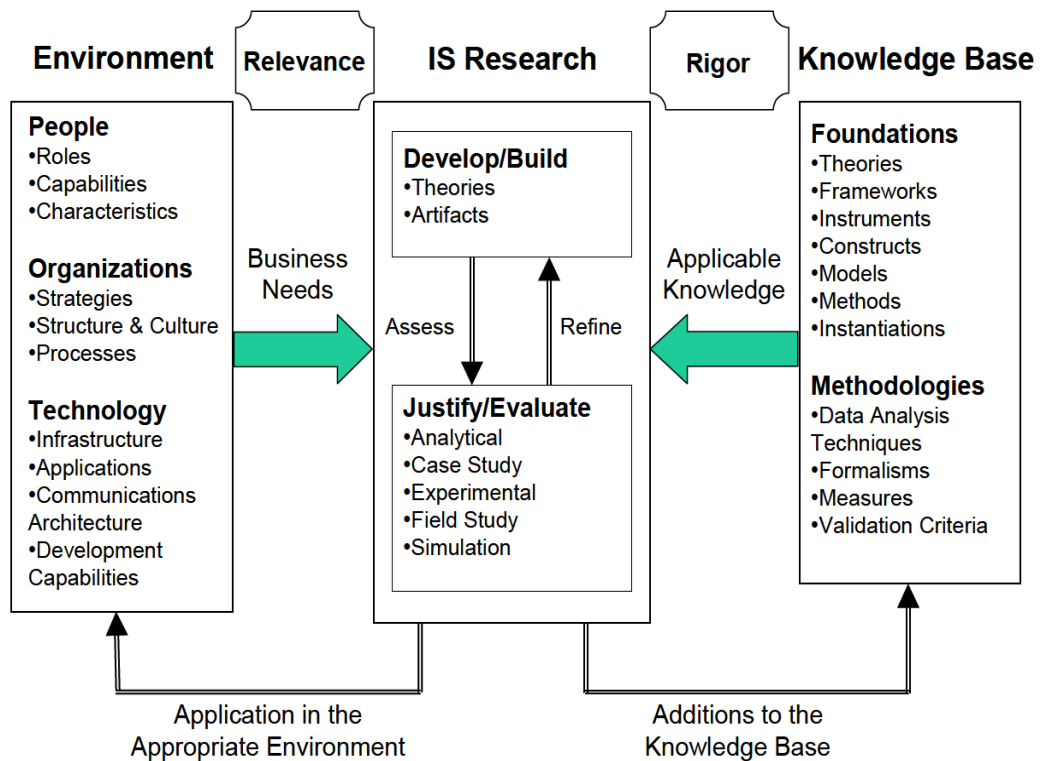 Environment
Relevance
IS Research
Rigor
Knowledge Base
People
•Roles
•Capabilities
•Characteristics
Organizations
•Strategies
•Structure & Culture
•Processes
Technology
•Infrastructure
•Applications
•Communications
Architecture
•Development
Capabilities
Business
Needs
Develop/Build
•Theories
•Artifacts
Assess
Refine
Justify/Evaluate
•Analytical
•Case Study
•Experimental
•Field Study
•Simulation
Applicable
Knowledge
Foundations
•Theories
•Frameworks
•Instruments
•Constructs
•Models
•Methods
•Instantiations
Methodologies
•Data Analysis
Techniques
•Formalisms
•Measures
•Validation Criteria
Application in the
Appropriate Environment
Additions to the
Knowledge Base